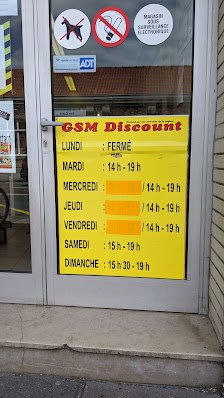 MAGASIN
SOUS
SURVEILLANCE
ÉLECTRONIQUE
ADT
GSM Discount
LUNDI : FERMÉ
MARDI : 14 h - 19 h
MERCREDI : / 14 h - 19 h
JEUDI : / 14 h - 19 h
VENDREDI : / 14 h - 19 h
SAMEDI : 15 h - 19 h
DIMANCHE : 15 h 30 - 19 h